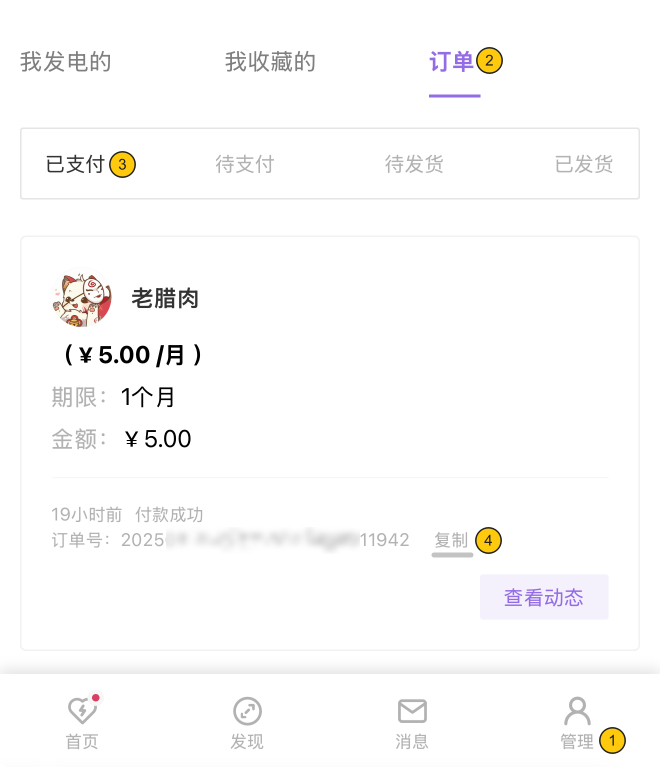 我发电的 我收藏的 订单 2
已支付 3 待支付 待发货 已发货
老腊肉
（¥ 5.00 /月 ）
期限： 1个月
金额： ¥ 5.00
19小时前 付款成功
订单号：2025 11942 复制 4
查看动态
首页 发现 消息 管理 1